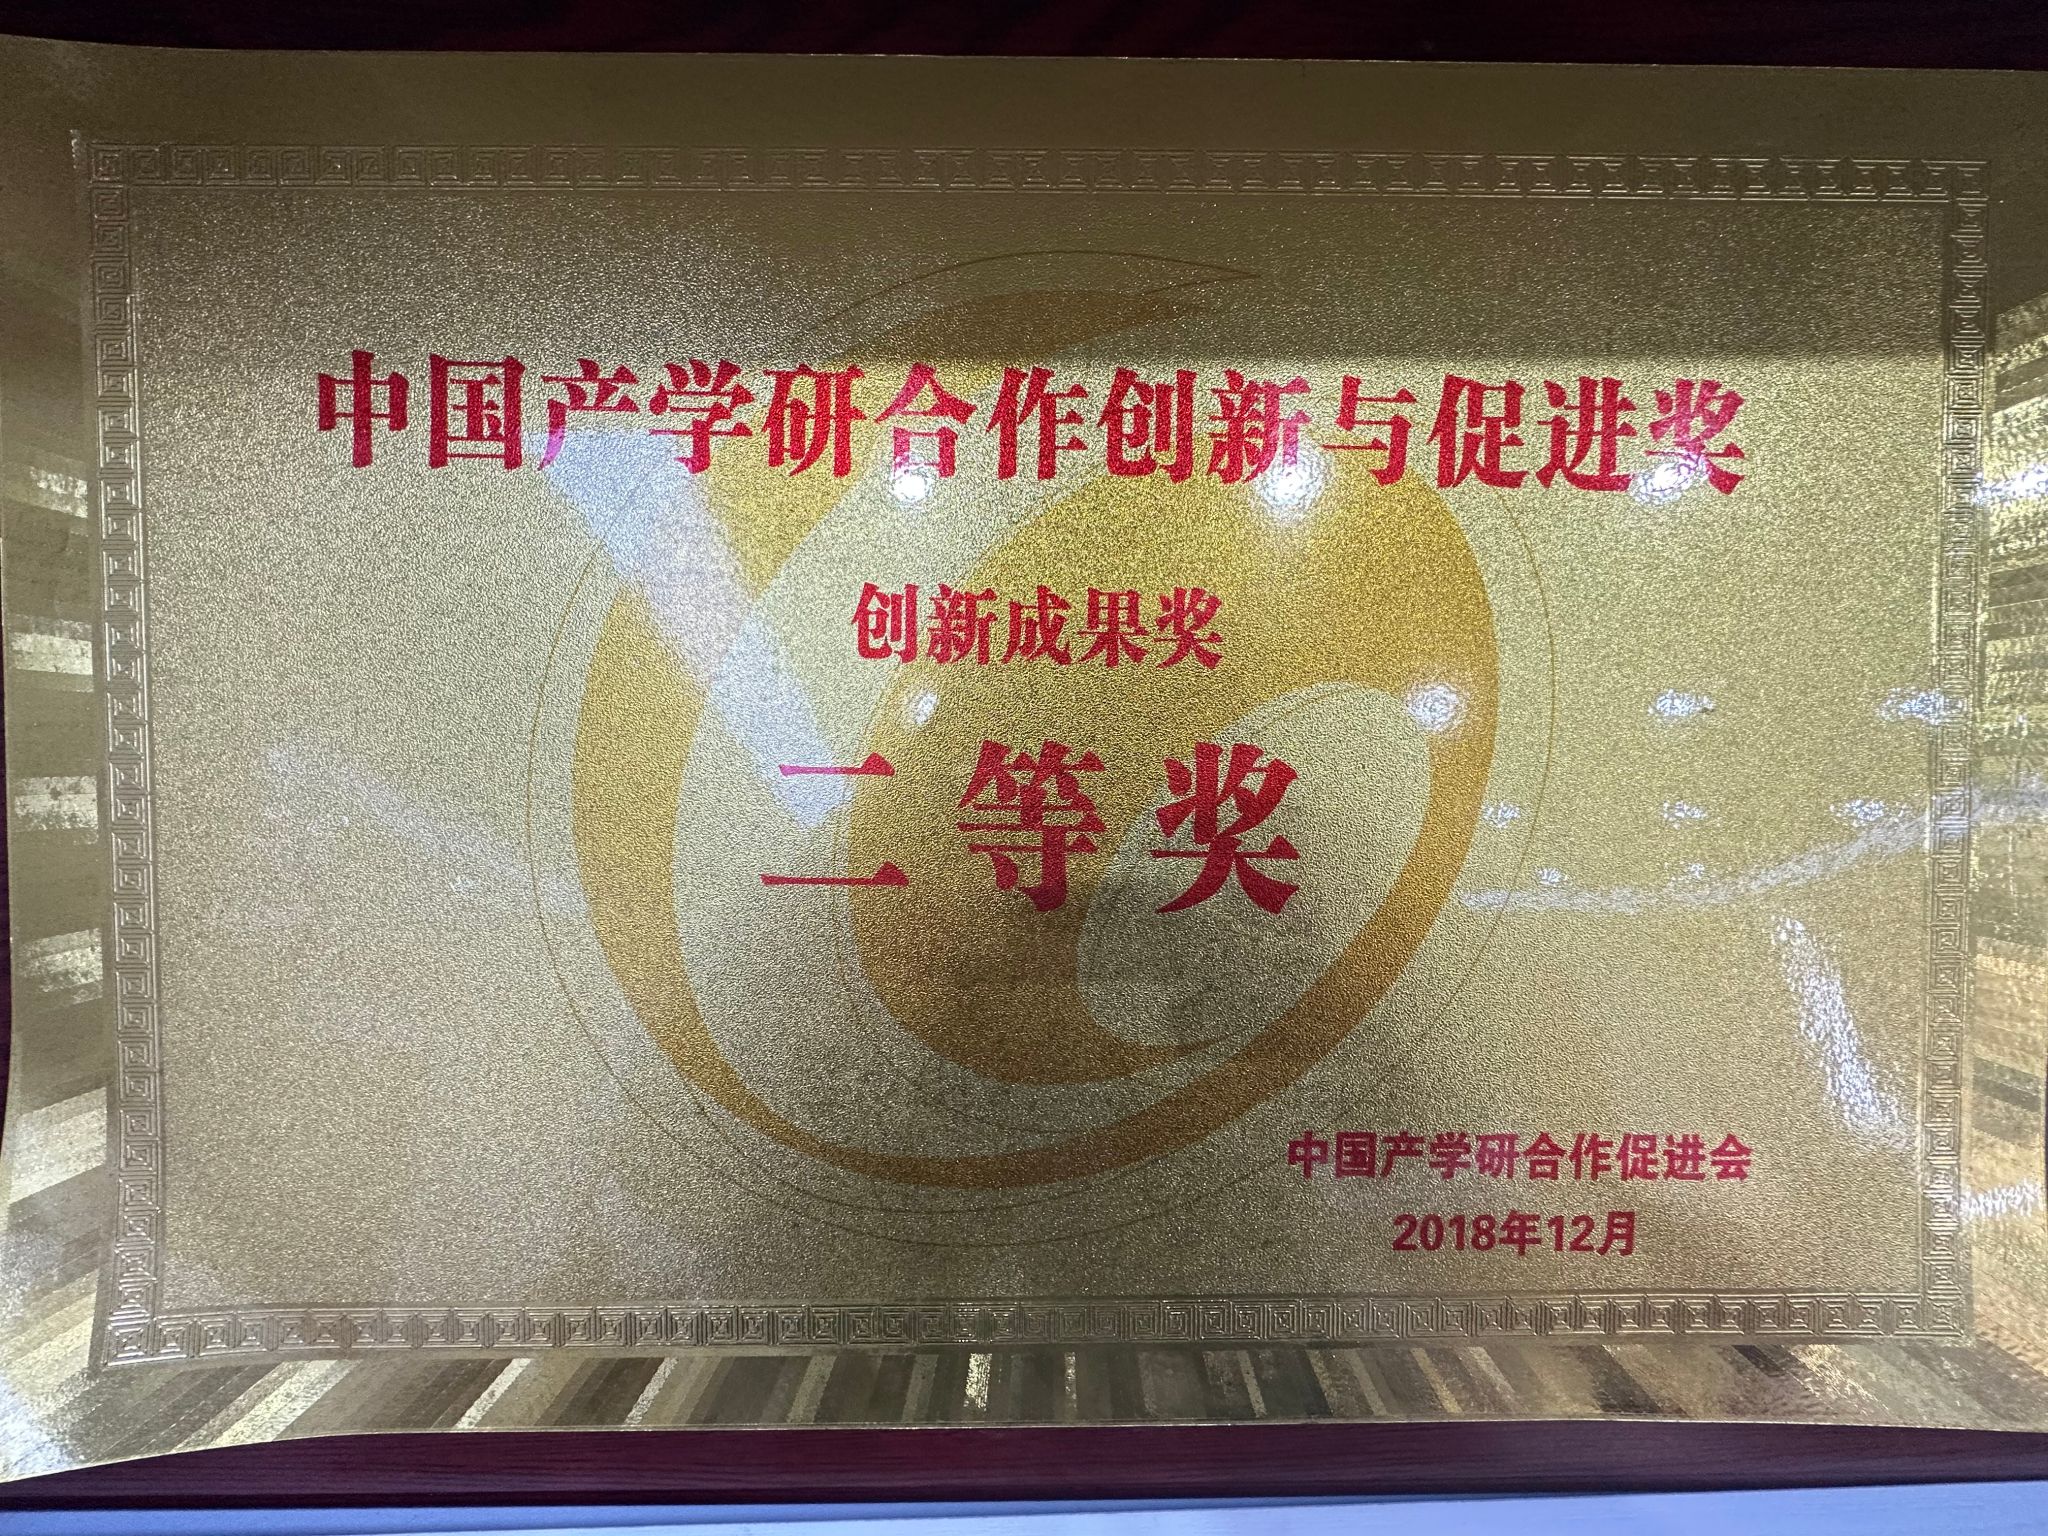 中国产学研合作创新与促进奖
创新成果奖
二等奖
中国产学研合作促进会
2018年12月